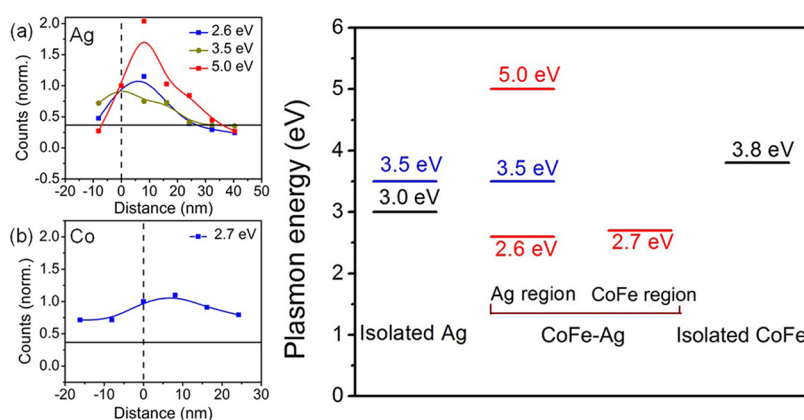 (a)
Ag
2.6 eV
3.5 eV
5.0 eV
Counts (norm.)
2.0
1.5
1.0
0.5
0.0
-0.5
-20 -10 0 10 20 30 40 50
Distance (nm)
(b)
Co
2.7 eV
Counts (norm.)
2.0
1.5
1.0
0.5
0.0
-20 -10 0 10 20 30
Distance (nm)
Plasmon energy (eV)
6
5
4
3
2
1
0
5.0 eV
3.8 eV
3.5 eV
3.5 eV
3.0 eV
2.6 eV
2.7 eV
Ag region
CoFe region
Isolated Ag
CoFe-Ag
Isolated CoFe